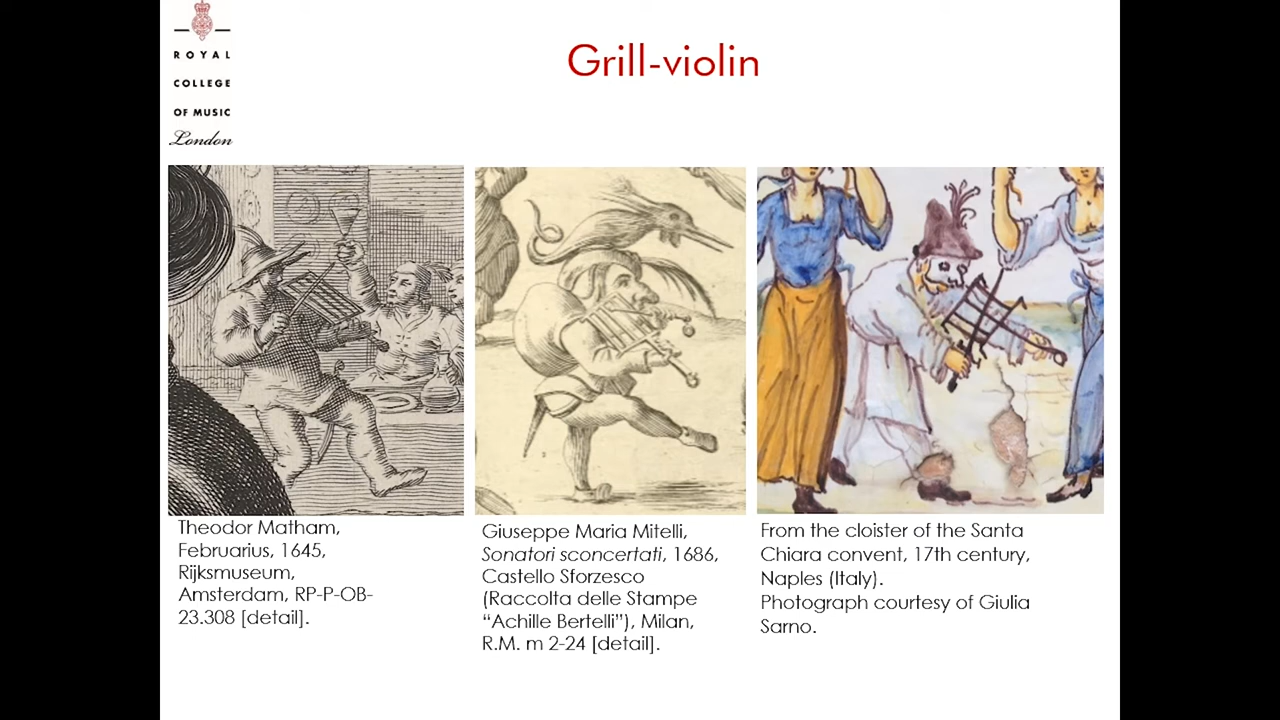 ROYAL
COLLEGE
OF MUSIC
London
Grill-violin
Theodor Matham,
Februarius, 1645,
Rijksmuseum,
Amsterdam, RP-P-OB-
23.308 [detail].
Giuseppe Maria Mitelli,
Sonatori sconcertati, 1686,
Castello Sforzesco
(Raccolta delle Stampe
“Achille Bertelli”), Milan,
R.M. m 2-24 [detail].
From the cloister of the Santa
Chiara convent, 17th century,
Naples (Italy).
Photograph courtesy of Giulia
Sarno.